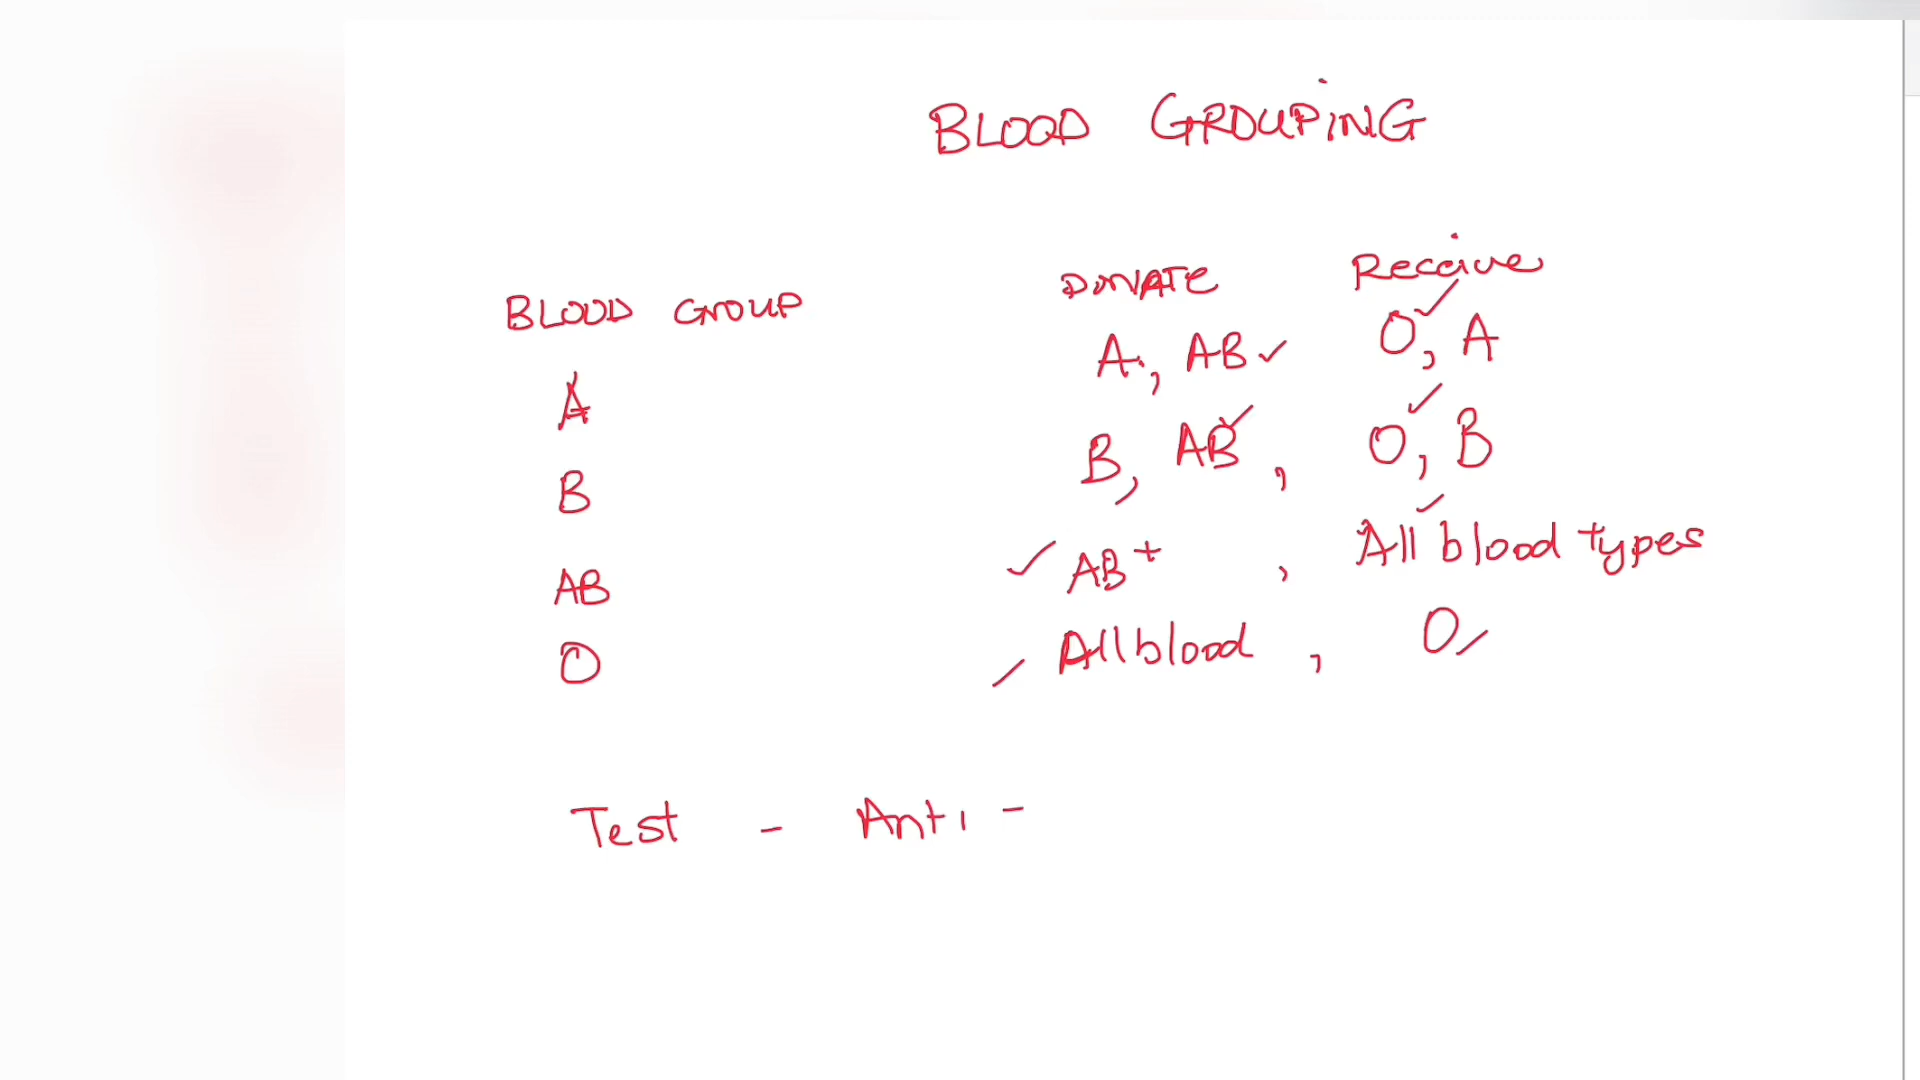 BLOOD GROUPING
BLOOD GROUP DONATE Receive
A A, AB O, A
B B, AB, O, B
AB AB+, All blood types
O All blood, O
Test - Anti -